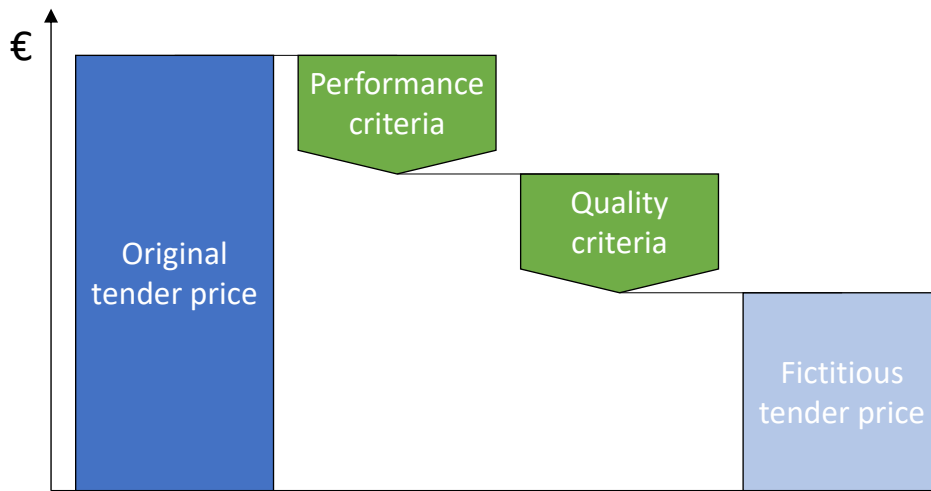 €
Original
tender price
Performance
criteria
Quality
criteria
Fictitious
tender price